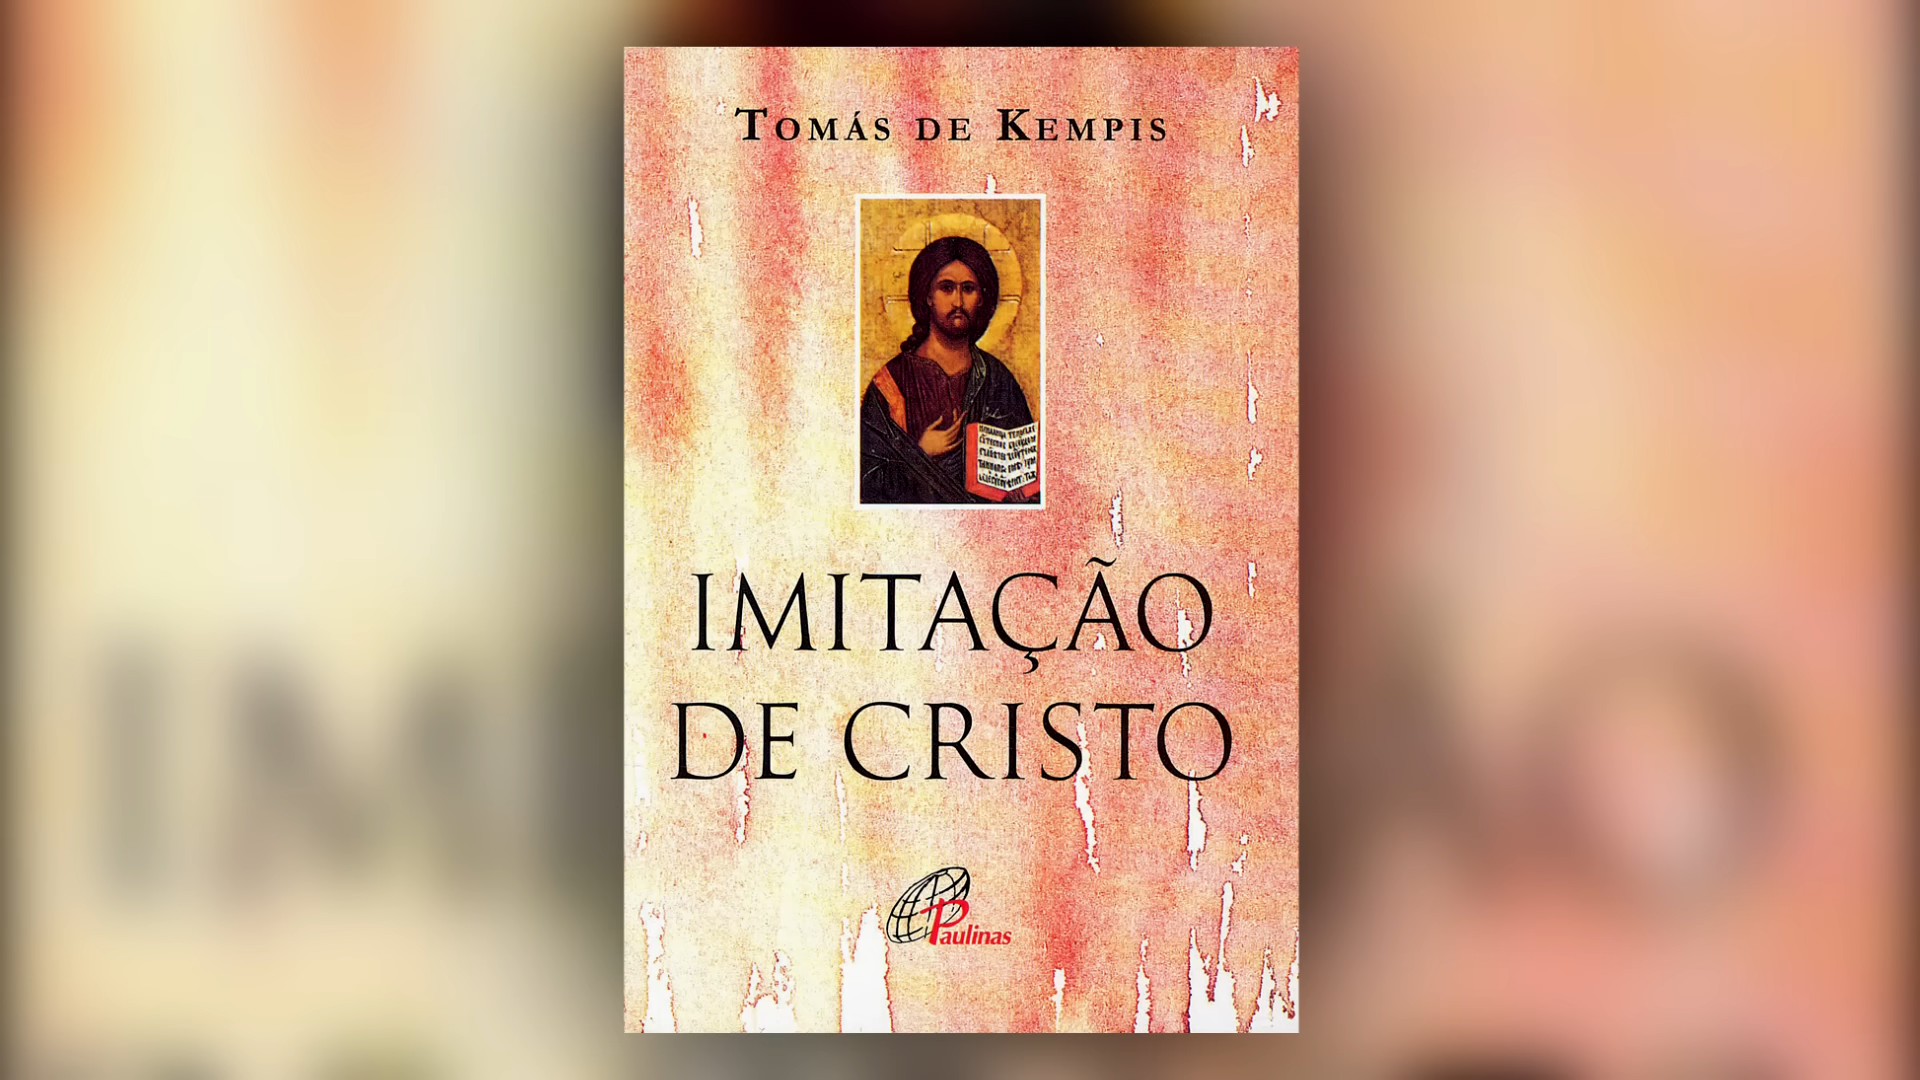 Tomás de Kempis
IMITAÇÃO
DE CRISTO
Paulinas